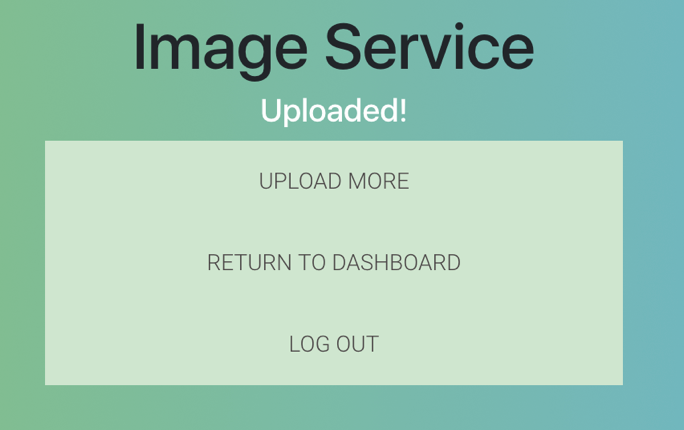 Image Service
Uploaded!
UPLOAD MORE
RETURN TO DASHBOARD
LOG OUT